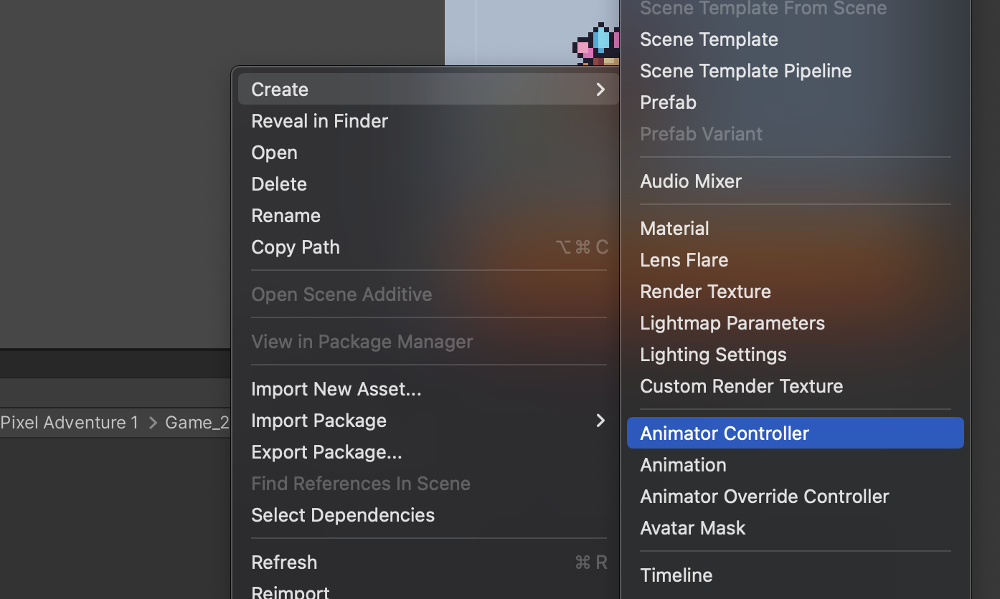 Create
Reveal in Finder
Open
Delete
Rename
Copy Path ⌥⌘C
Open Scene Additive
View in Package Manager
Import New Asset...
Import Package
Export Package...
Find References In Scene
Select Dependencies
Refresh ⌘R
Reimport
Scene Template From Scene
Scene Template
Scene Template Pipeline
Prefab
Prefab Variant
Audio Mixer
Material
Lens Flare
Render Texture
Lightmap Parameters
Lighting Settings
Custom Render Texture
Animator Controller
Animation
Animator Override Controller
Avatar Mask
Timeline
Pixel Adventure 1 > Game_2